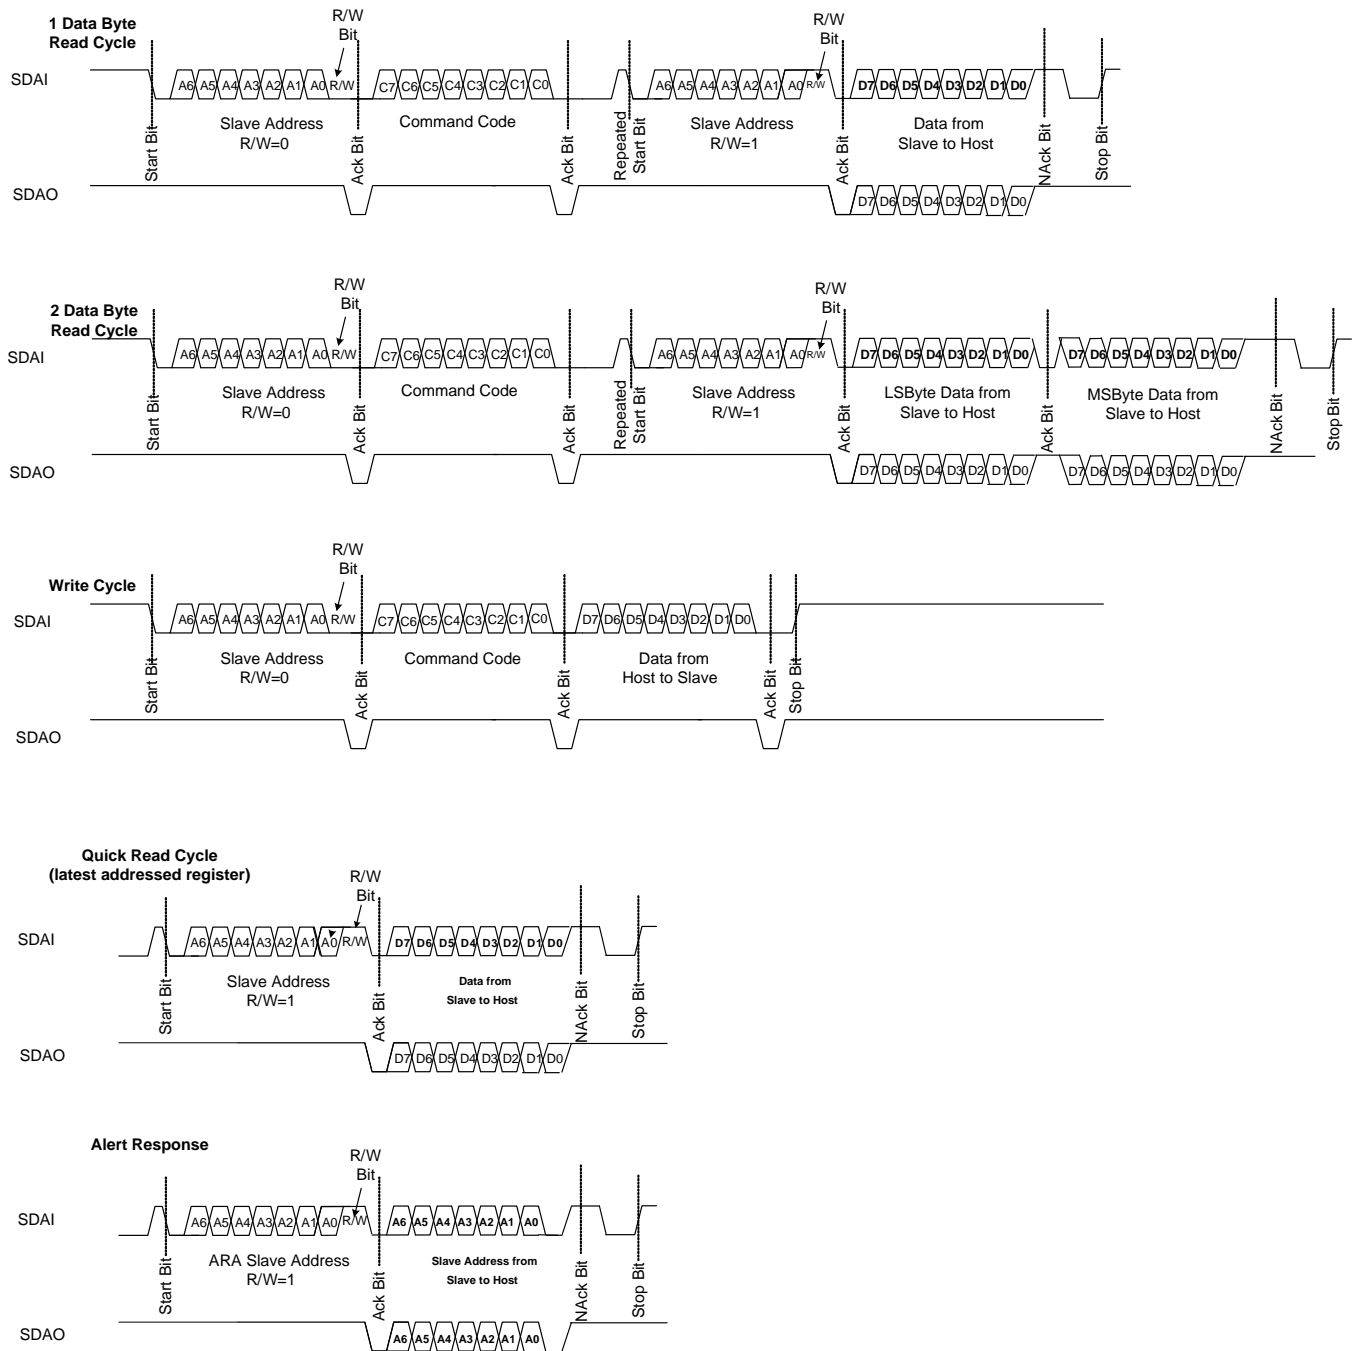 1 Data Byte
Read Cycle
R/W
Bit
R/W
Bit
SDAI
A6 A5 A4 A3 A2 A1 A0 R/W C7 C6 C5 C4 C3 C2 C1 C0 A6 A5 A4 A3 A2 A1 A0 R/W D7 D6 D5 D4 D3 D2 D1 D0
Start Bit
Slave Address
R/W=0
Ack Bit
Command Code
Ack Bit
Repeated
Start Bit
Slave Address
R/W=1
Ack Bit
Data from
Slave to Host
NAck Bit
Stop Bit
SDAO
D7 D6 D5 D4 D3 D2 D1 D0
2 Data Byte
Read Cycle
R/W
Bit
R/W
Bit
SDAI
A6 A5 A4 A3 A2 A1 A0 R/W C7 C6 C5 C4 C3 C2 C1 C0 A6 A5 A4 A3 A2 A1 A0 R/W D7 D6 D5 D4 D3 D2 D1 D0 D7 D6 D5 D4 D3 D2 D1 D0
Start Bit
Slave Address
R/W=0
Ack Bit
Command Code
Ack Bit
Repeated
Start Bit
Slave Address
R/W=1
Ack Bit
LSByte Data from
Slave to Host
Ack Bit
MSByte Data from
Slave to Host
NAck Bit
Stop Bit
SDAO
D7 D6 D5 D4 D3 D2 D1 D0 D7 D6 D5 D4 D3 D2 D1 D0
Write Cycle
R/W
Bit
SDAI
A6 A5 A4 A3 A2 A1 A0 R/W C7 C6 C5 C4 C3 C2 C1 C0 D7 D6 D5 D4 D3 D2 D1 D0
Start Bit
Slave Address
R/W=0
Ack Bit
Command Code
Ack Bit
Data from
Host to Slave
Ack Bit
Stop Bit
SDAO
Quick Read Cycle
(latest addressed register)
R/W
Bit
SDAI
A6 A5 A4 A3 A2 A1 A0 R/W D7 D6 D5 D4 D3 D2 D1 D0
Start Bit
Slave Address
R/W=1
Ack Bit
Data from
Slave to Host
NAck Bit
Stop Bit
SDAO
D7 D6 D5 D4 D3 D2 D1 D0
Alert Response
R/W
Bit
SDAI
A6 A5 A4 A3 A2 A1 A0 R/W A6 A5 A4 A3 A2 A1 A0
Start Bit
ARA Slave Address
R/W=1
Ack Bit
Slave Address from
Slave to Host
NAck Bit
Stop Bit
SDAO
A6 A5 A4 A3 A2 A1 A0